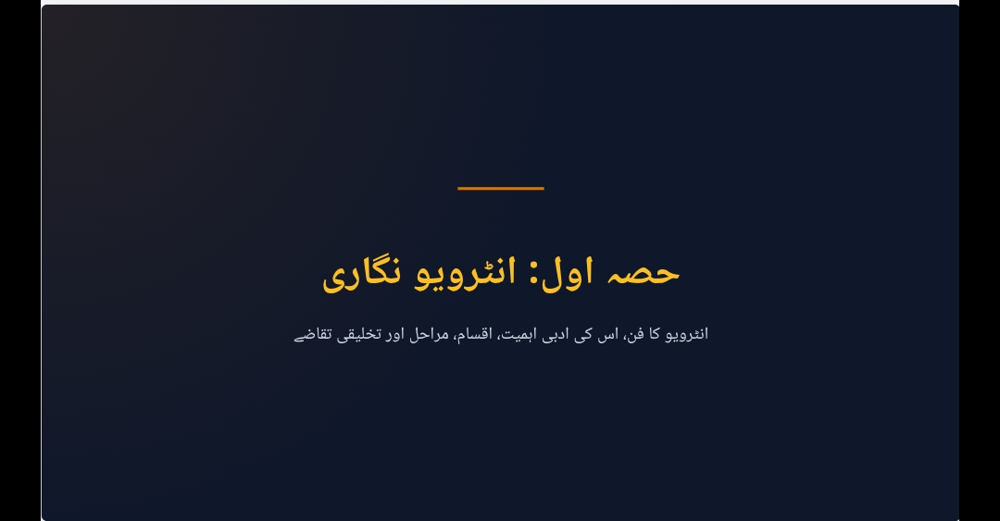 حصہ اول: انٹرویو نگاری
انٹرویو کا فن، اس کی ادبی اہمیت، اقسام، مراحل اور تخلیقی تقاضے